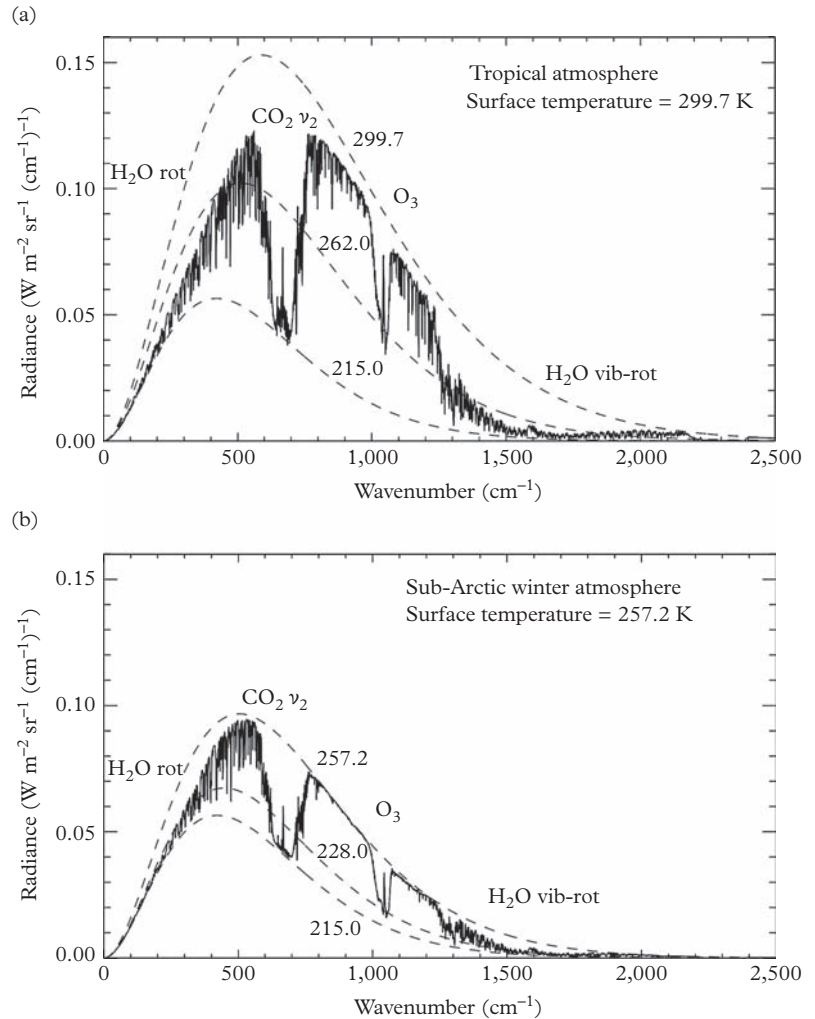 (a)
0.15
0.10
0.05
0.00
Radiance (W m⁻² sr⁻¹ (cm⁻¹)⁻¹)
Tropical atmosphere
Surface temperature = 299.7 K
CO₂ ν₂
299.7
H₂O rot
O₃
262.0
215.0
H₂O vib-rot
0 500 1,000 1,500 2,000 2,500
Wavenumber (cm⁻¹)
(b)
0.15
0.10
0.05
0.00
Radiance (W m⁻² sr⁻¹ (cm⁻¹)⁻¹)
Sub-Arctic winter atmosphere
Surface temperature = 257.2 K
CO₂ ν₂
H₂O rot
257.2
O₃
228.0
215.0
H₂O vib-rot
0 500 1,000 1,500 2,000 2,500
Wavenumber (cm⁻¹)